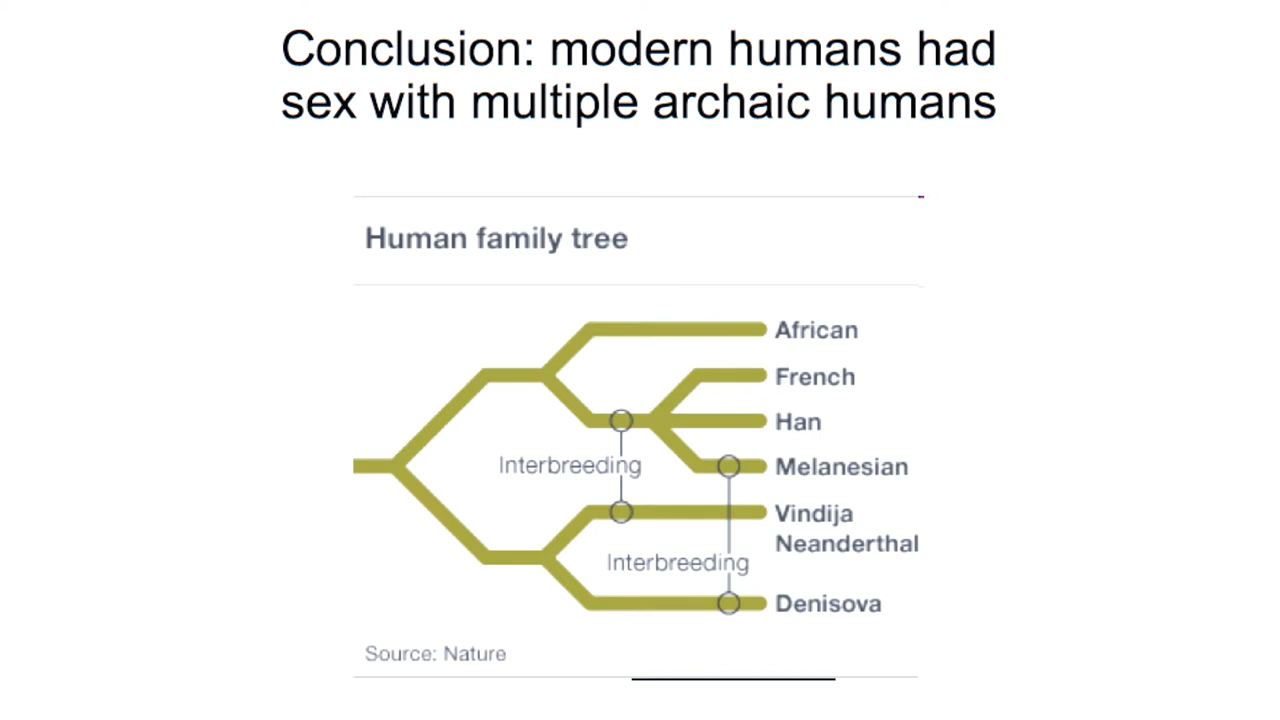 Conclusion: modern humans had
sex with multiple archaic humans
Human family tree
African
French
Han
Interbreeding
Melanesian
Vindija
Neanderthal
Interbreeding
Denisova
Source: Nature